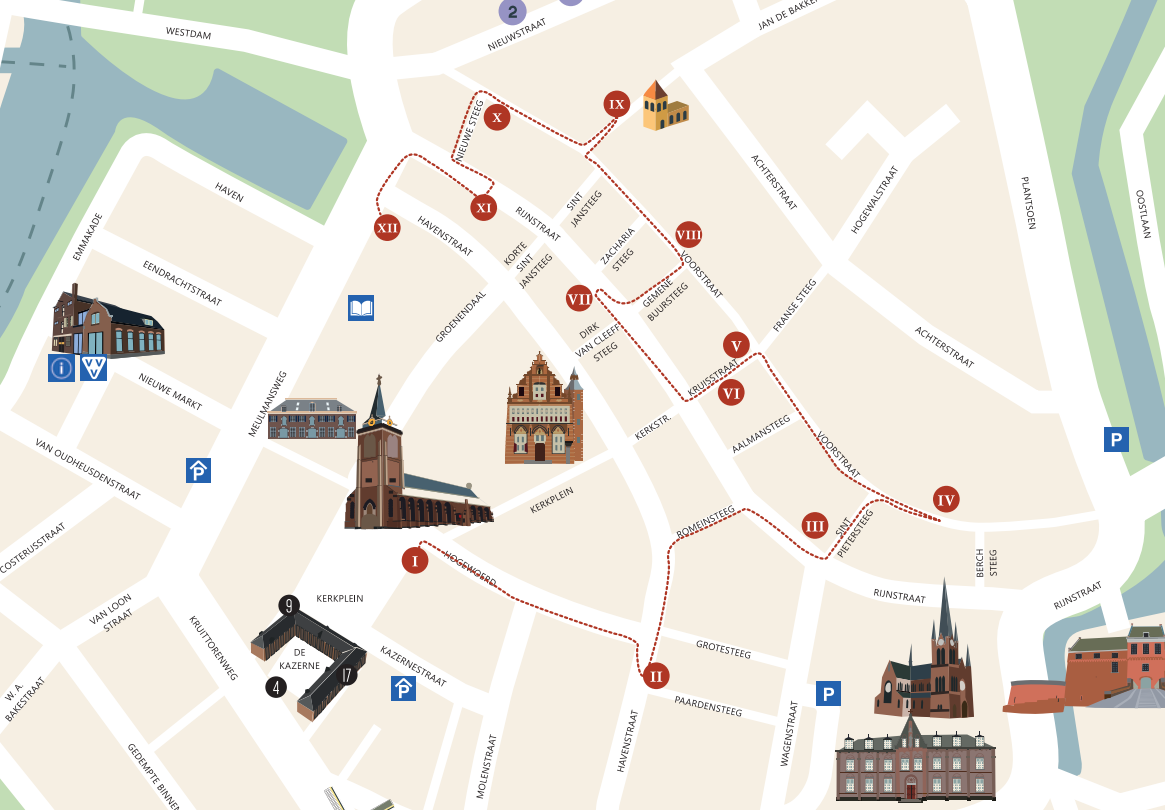 2
WESTDAM
NIEUWSTRAAT
JAN DE BAKKER
IX
X
NIEUWE STEEG
ACHTERSTRAAT
HOGEWALSTRAAT
PLANTSOEN
OOSTLAAN
HAVEN
EMMAKADE
XI
XII
HAVENSTRAAT
RIJNSTRAAT
SINT
JANSTEEG
KORTE
SINT
JANSTEEG
ZACHARIA
STEEG
VIII
VOORSTRAAT
EENDRACHTSTRAAT
GROENENDAAL
VII
GEMENE
BUURSTEEG
FRANSE STEEG
DIRK
VAN CLEEFF
STEEG
V
ACHTERSTRAAT
i
VVV
NIEUWE MARKT
MEULMANSWEG
KRUISSTRAAT
VI
KERKSTR.
AALMANSTEEG
VOORSTRAAT
P
VAN OUDHEUSDENSTRAAT
P
KERKPLEIN
IV
ROMEINSTEEG
III
SINT
PIETERSTEEG
COSTERUSSTRAAT
I
HOGEWOERD
BERCH
STEEG
RIJNSTRAAT
RIJNSTRAAT
VAN LOON
STRAAT
9
KERKPLEIN
KRUITTORENWEG
DE
KAZERNE
4
17
KAZERNESTRAAT
P
GROTESTEEG
II
PAARDENSTEEG
P
W. A.
BAKESTRAAT
HAVENSTRAAT
WAGENSTRAAT
MOLENSTRAAT
GEDEMPTE BINNEN